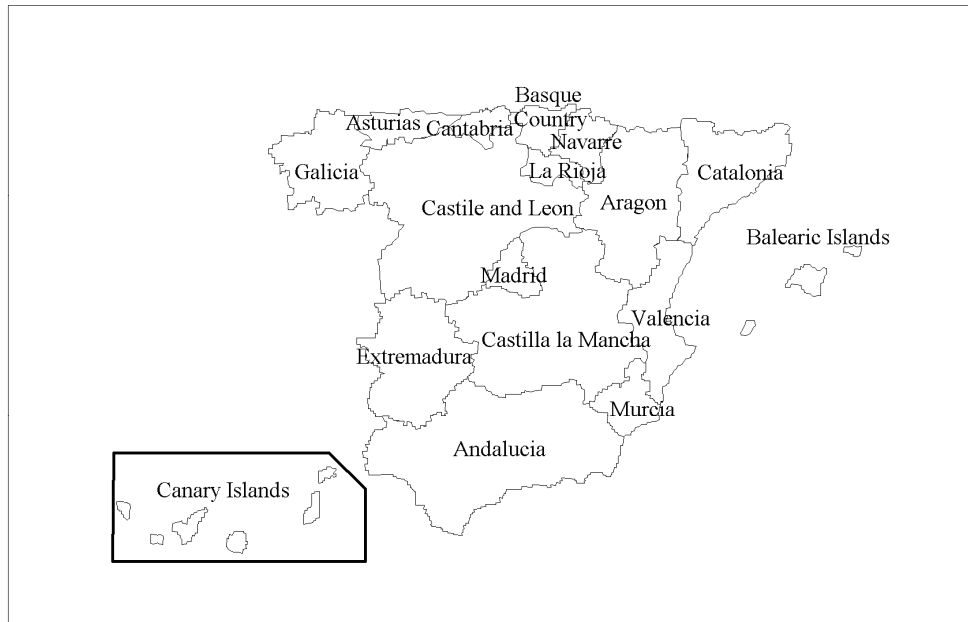 Basque
Country
Asturias
Cantabria
Navarre
Galicia
La Rioja
Catalonia
Castile and Leon
Aragon
Balearic Islands
Madrid
Valencia
Castilla la Mancha
Extremadura
Murcia
Andalucia
Canary Islands